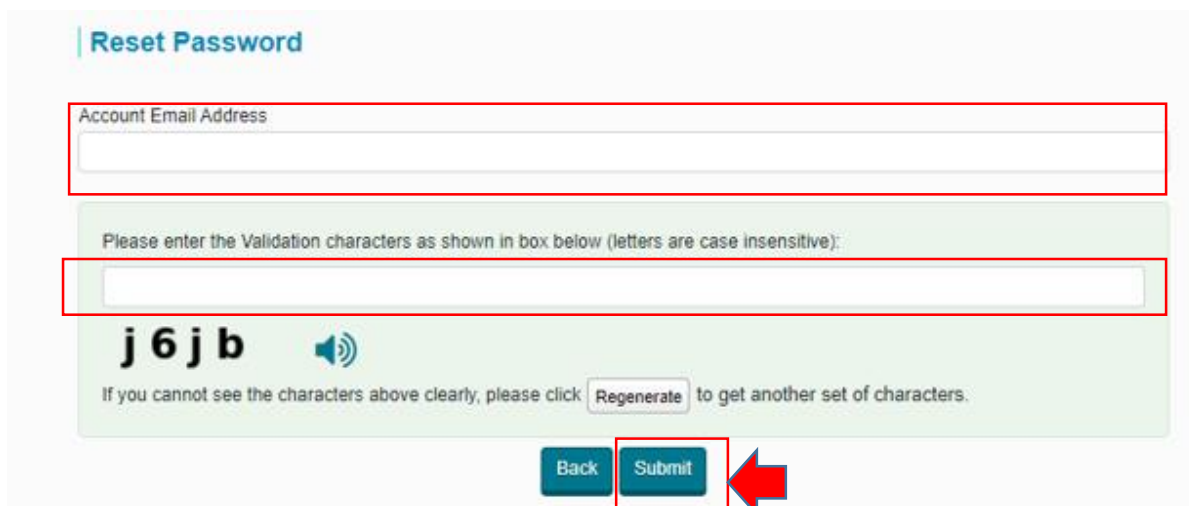 Reset Password
Account Email Address
Please enter the Validation characters as shown in box below (letters are case insensitive):
j 6 j b
If you cannot see the characters above clearly, please click Regenerate to get another set of characters.
Back Submit